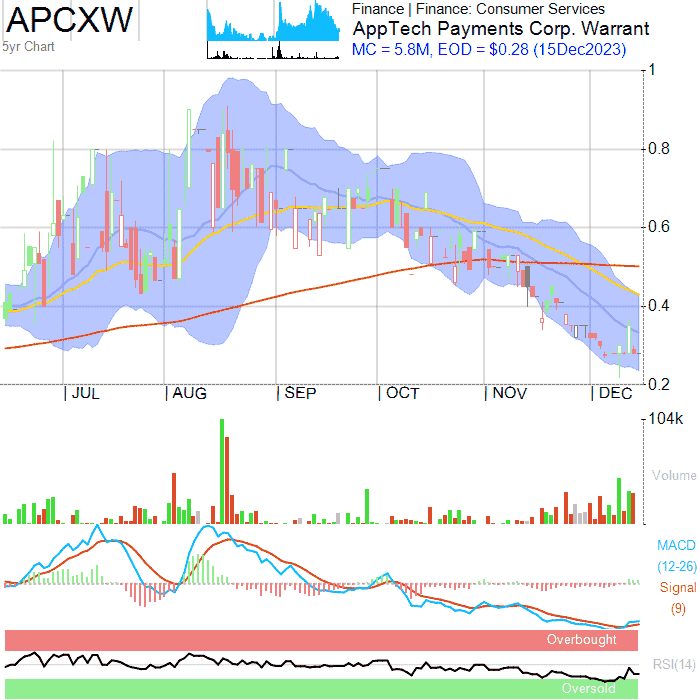 APCXW
5yr Chart
Finance | Finance: Consumer Services
AppTech Payments Corp. Warrant
MC = 5.8M, EOD = $0.28 (15Dec2023)
1
0.8
0.6
0.4
0.2
JUL AUG SEP OCT NOV DEC
104k
Volume
MACD
(12-26)
Signal
(9)
Overbought
RSI(14)
Oversold